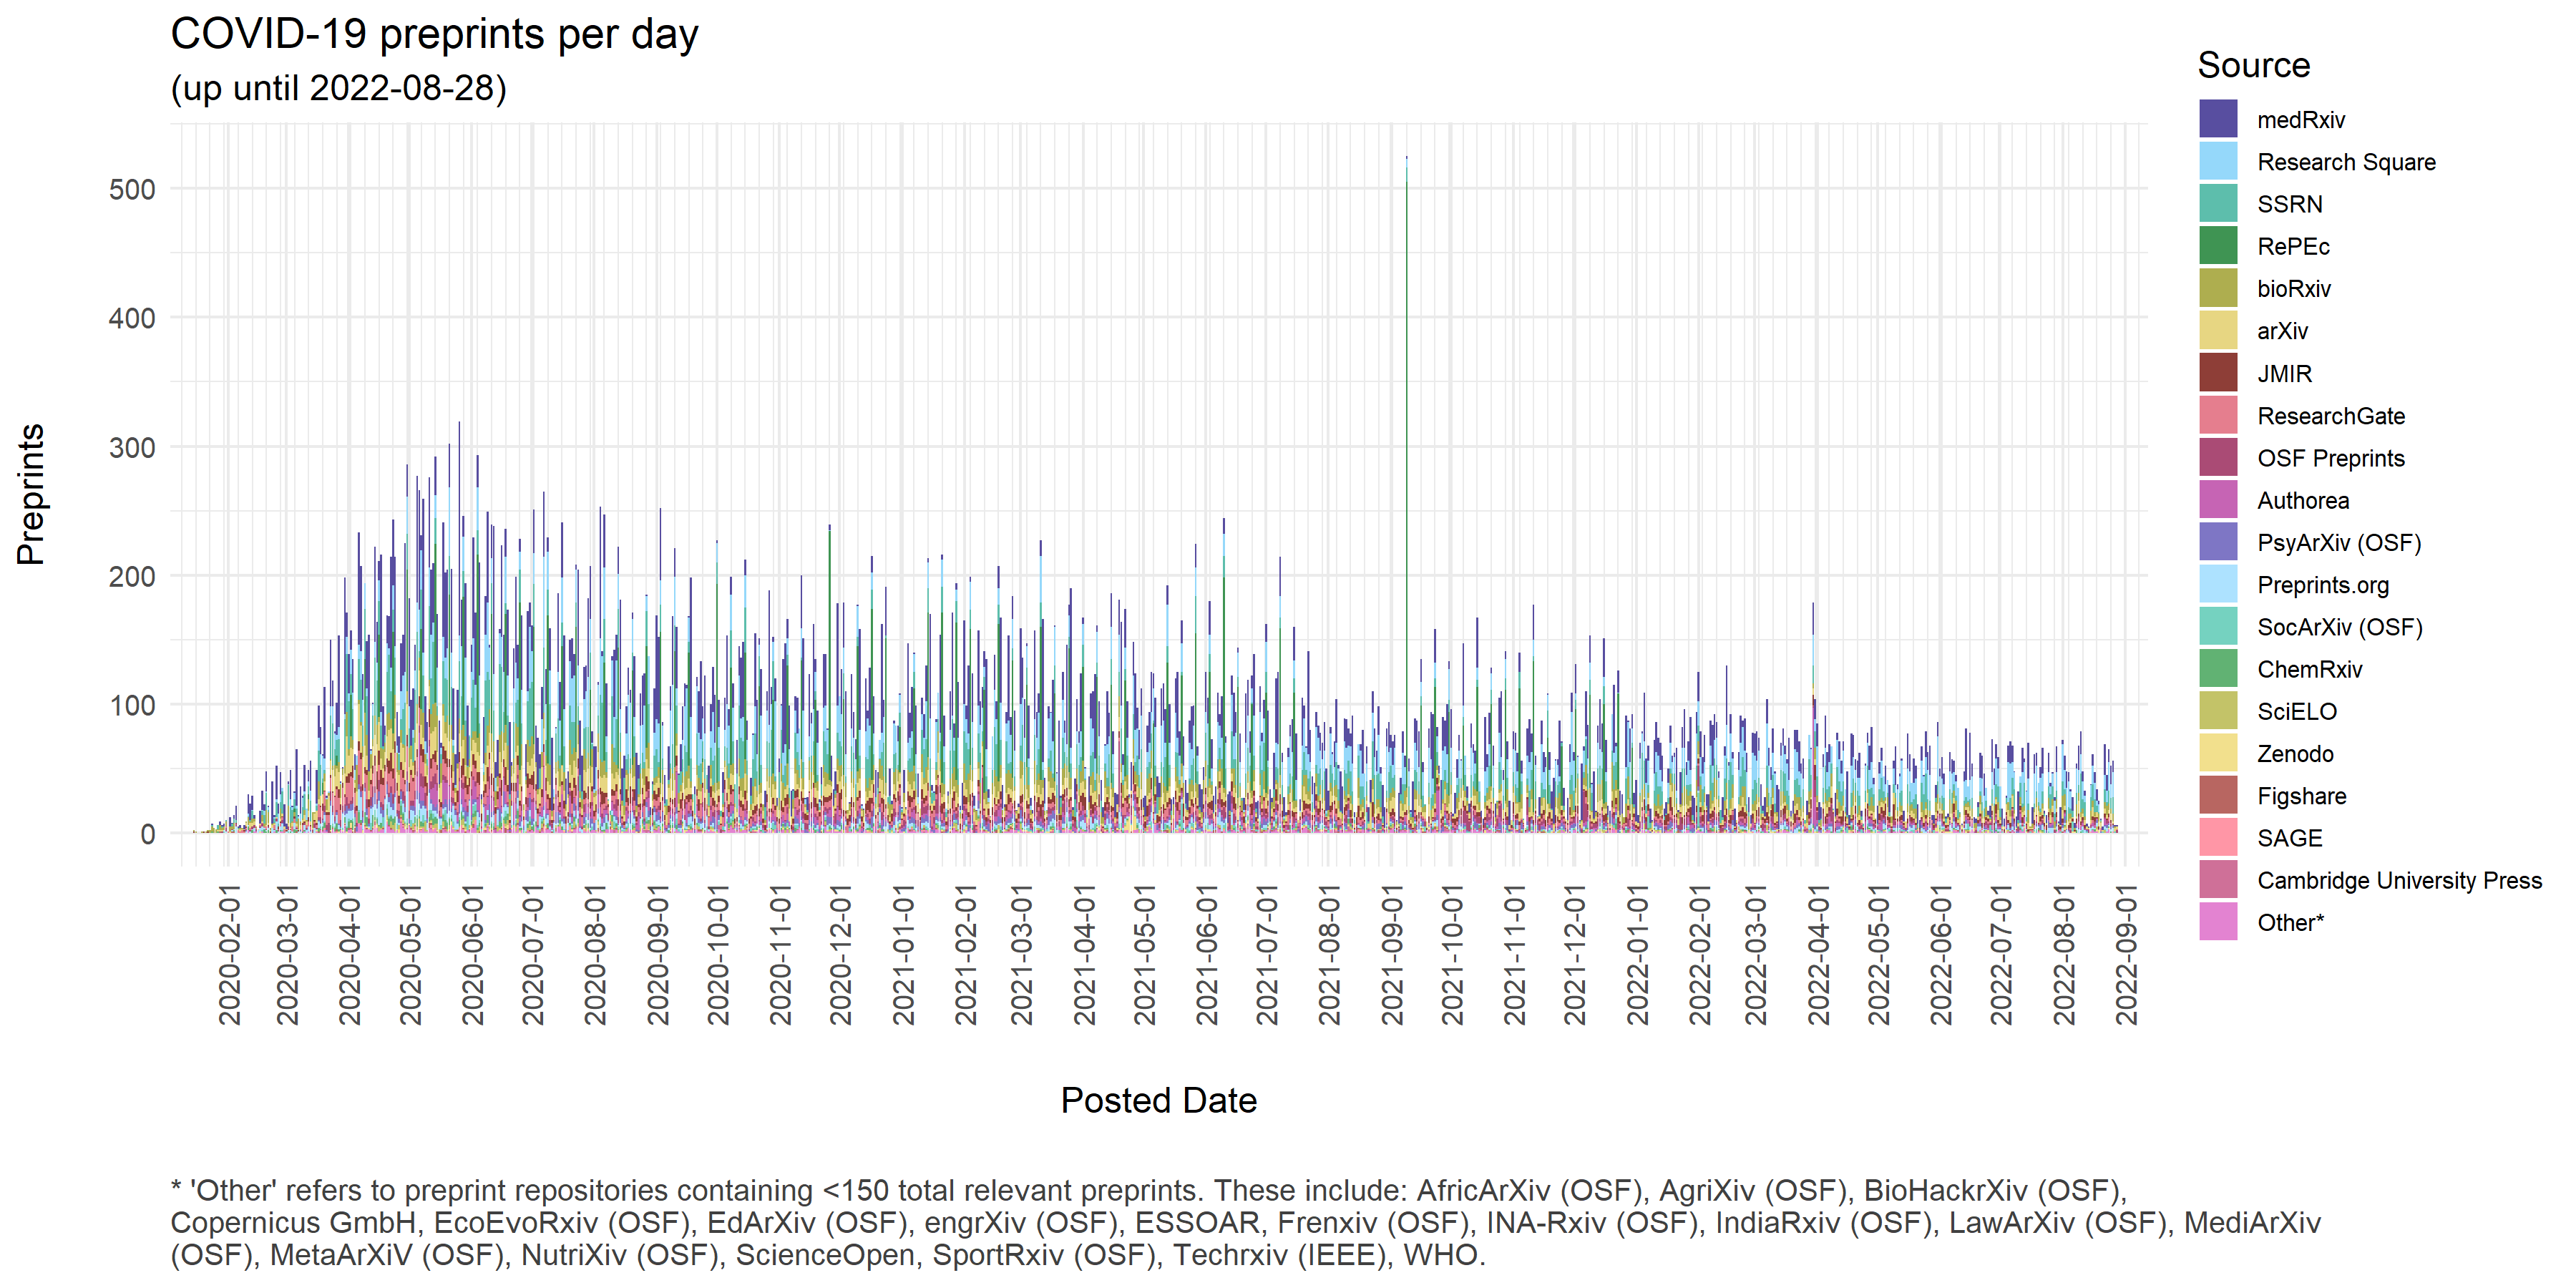 COVID-19 preprints per day
(up until 2022-08-28)
Preprints
500
400
300
200
100
0
2020-02-01
2020-03-01
2020-04-01
2020-05-01
2020-06-01
2020-07-01
2020-08-01
2020-09-01
2020-10-01
2020-11-01
2020-12-01
2021-01-01
2021-02-01
2021-03-01
2021-04-01
2021-05-01
2021-06-01
2021-07-01
2021-08-01
2021-09-01
2021-10-01
2021-11-01
2021-12-01
2022-01-01
2022-02-01
2022-03-01
2022-04-01
2022-05-01
2022-06-01
2022-07-01
2022-08-01
2022-09-01
Posted Date
Source
medRxiv
Research Square
SSRN
RePEc
bioRxiv
arXiv
JMIR
ResearchGate
OSF Preprints
Authorea
PsyArXiv (OSF)
Preprints.org
SocArXiv (OSF)
ChemRxiv
SciELO
Zenodo
Figshare
SAGE
Cambridge University Press
Other*
* 'Other' refers to preprint repositories containing <150 total relevant preprints. These include: AfricArXiv (OSF), AgriXiv (OSF), BioHackrXiv (OSF),
Copernicus GmbH, EcoEvoRxiv (OSF), EdArXiv (OSF), engrXiv (OSF), ESSOAR, Frenxiv (OSF), INA-Rxiv (OSF), IndiaRxiv (OSF), LawArXiv (OSF), MediArXiv
(OSF), MetaArXiV (OSF), NutriXiv (OSF), ScienceOpen, SportRxiv (OSF), Techrxiv (IEEE), WHO.